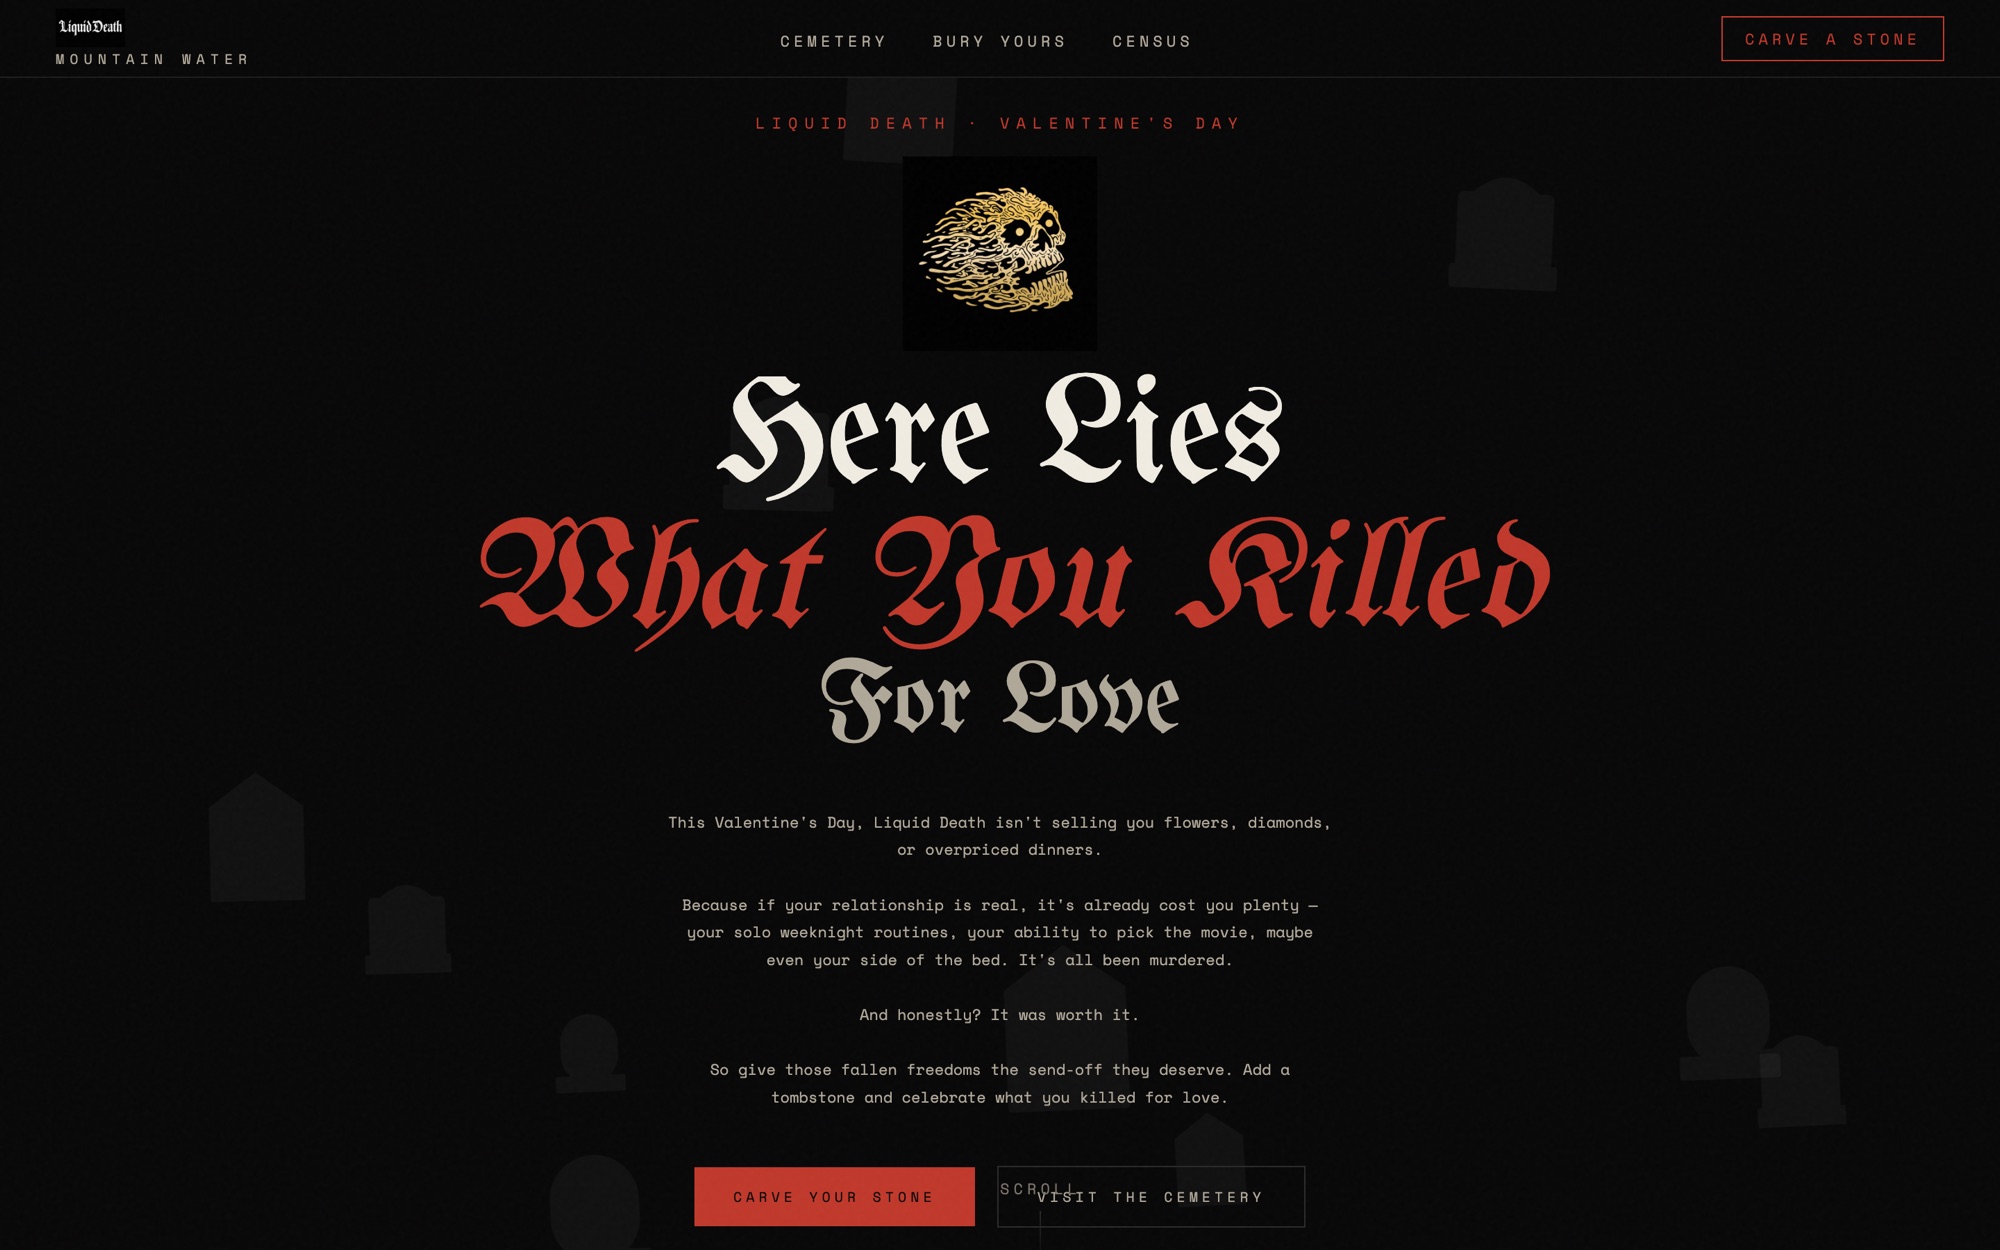 LiquidDeath
MOUNTAIN WATER
CEMETERY BURY YOURS CENSUS
CARVE A STONE
LIQUID DEATH · VALENTINE'S DAY
Here Lies
What You Killed
For Love
This Valentine's Day, Liquid Death isn't selling you flowers, diamonds,
or overpriced dinners.
Because if your relationship is real, it's already cost you plenty —
your solo weeknight routines, your ability to pick the movie, maybe
even your side of the bed. It's all been murdered.
And honestly? It was worth it.
So give those fallen freedoms the send-off they deserve. Add a
tombstone and celebrate what you killed for love.
CARVE YOUR STONE
SCROLL
VISIT THE CEMETERY